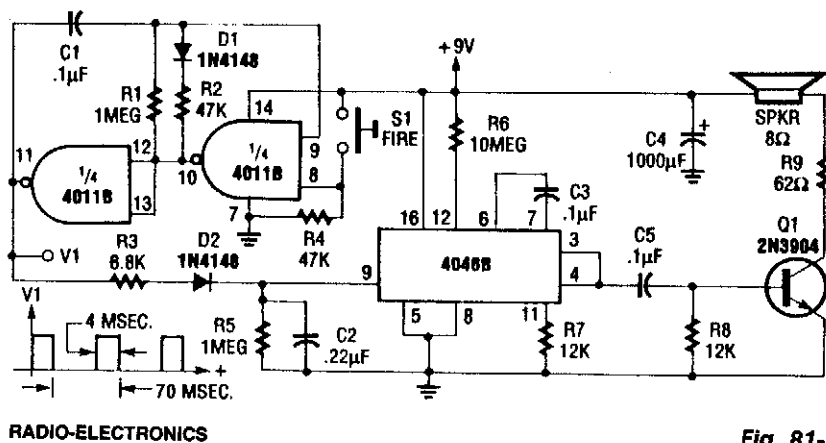 C1
.1µF
D1
1N4148
R1
1MEG
R2
47K
14
+9V
S1
FIRE
R6
10MEG
SPKR
8Ω
C4
+
1000µF
R9
62Ω
11
1/4
4011B
12
13
10
1/4
4011B
9
8
7
R4
47K
V1
R3
6.8K
D2
1N4148
16
12
6
7
C3
.1µF
9
4046B
3
4
C5
.1µF
Q1
2N3904
5
8
11
R5
1MEG
C2
.22µF
R7
12K
R8
12K
V1
4 MSEC.
+
70 MSEC.
RADIO-ELECTRONICS
Fig. 81-